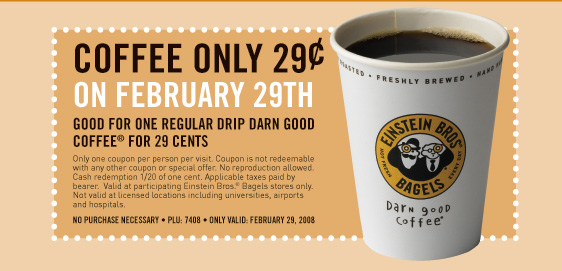 COFFEE ONLY 29¢
ON FEBRUARY 29TH
GOOD FOR ONE REGULAR DRIP DARN GOOD
COFFEE® FOR 29 CENTS
Only one coupon per person per visit. Coupon is not redeemable
with any other coupon or special offer. No reproduction allowed.
Cash redemption 1/20 of one cent. Applicable taxes paid by
bearer. Valid at participating Einstein Bros.® Bagels stores only.
Not valid at licensed locations including universities, airports
and hospitals.
NO PURCHASE NECESSARY • PLU: 7408 • ONLY VALID: FEBRUARY 29, 2008
• FRESHLY BREWED • HAND
EINSTEIN BROS
BAGELS
Darn good
coffee®